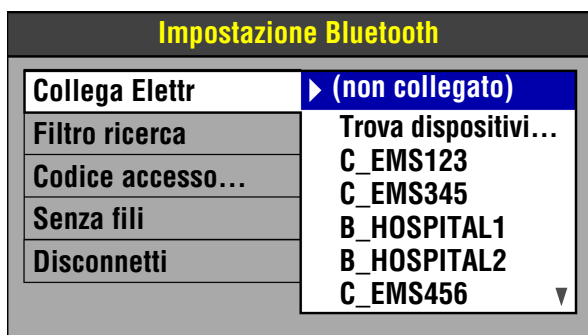 Impostazione Bluetooth
Collega Elettr
Filtro ricerca
Codice accesso...
Senza fili
Disconnetti
(non collegato)
Trova dispositivi...
C_EMS123
C_EMS345
B_HOSPITAL1
B_HOSPITAL2
C_EMS456